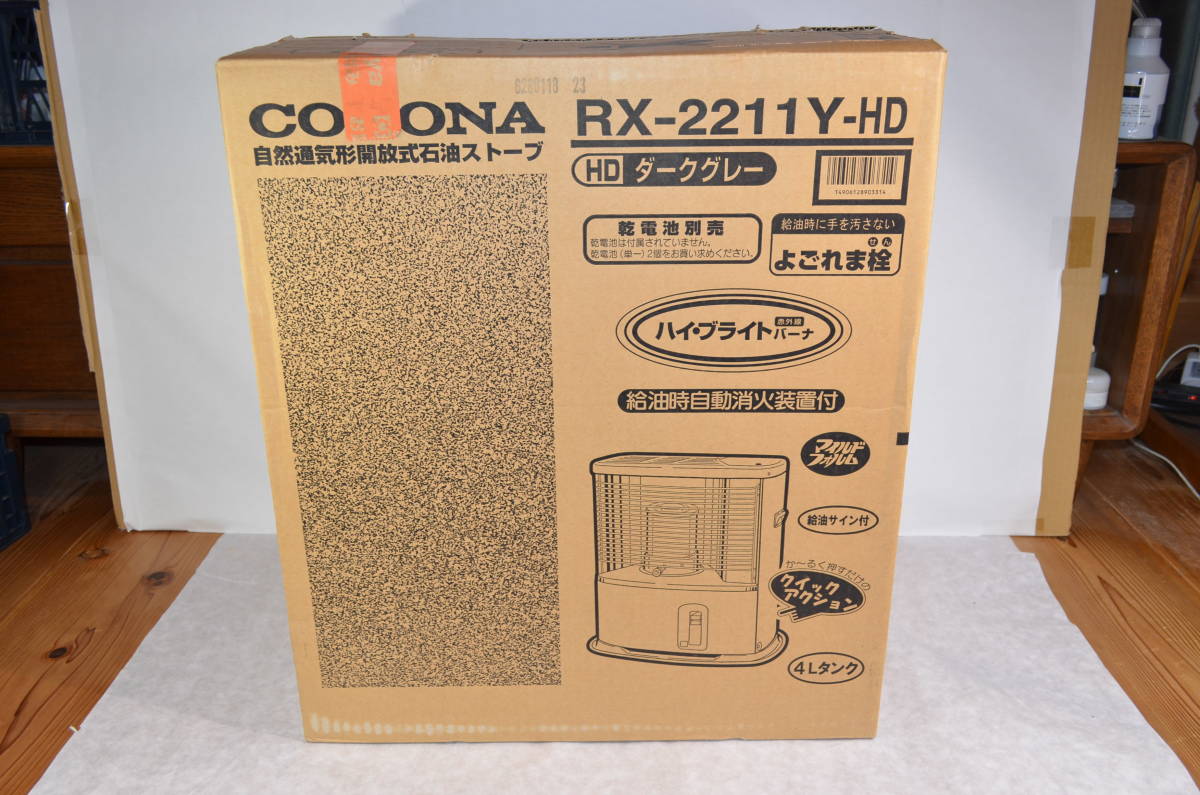 8280118 23
CORONA
自然通気形開放式石油ストーブ
RX-2211Y-HD
HD ダークグレー
14906128903314
乾電池別売
乾電池は付属されていません。
乾電池(単一)2個をお買い求めください。
給油時に手を汚さない
よごれま栓
せん
ハイ・ブライト赤外線バーナ
給油時自動消火装置付
マイルド
フォルム
給油サイン付
か〜るく押すだけの
クイック
アクション
4Lタンク